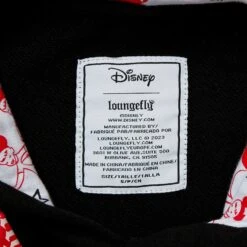 Disney
loungefly
©DISNEY
WWW.DISNEY.COM
MANUFACTURED BY/
FABRIQUÉ PAR/FABRICADO POR
LOUNGEFLY, LLC © 2023
LOUNGEFLY.COM
LOUNGEFLYEUROPE.COM
3601 W OLIVE AVE,SUITE 500
BURBANK, CA 91505
MADE IN CHINA/
FABRIQUÉ EN CHINE/
FABRICADO EN CHINA
SIZE/TAILLE/TALLA
S/P/CH